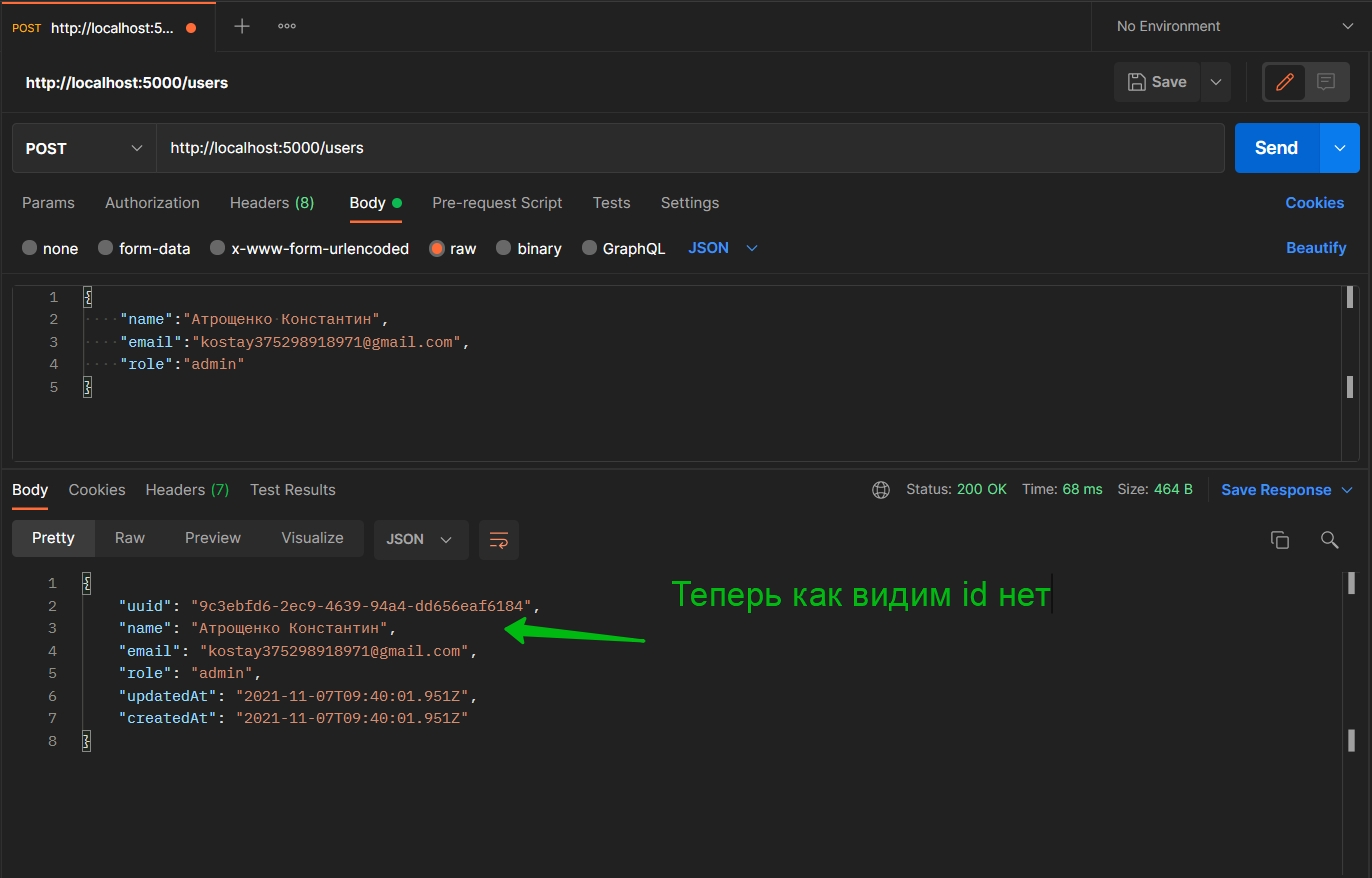 POST http://localhost:5...
No Environment
http://localhost:5000/users
Save
POST http://localhost:5000/users Send
Params Authorization Headers (8) Body Pre-request Script Tests Settings Cookies
none form-data x-www-form-urlencoded raw binary GraphQL JSON Beautify
1 {
2 ····"name":"Атрощенко·Константин",
3 ····"email":"kostay375298918971@gmail.com",
4 ····"role":"admin"
5 }
Body Cookies Headers (7) Test Results Status: 200 OK Time: 68 ms Size: 464 B Save Response
Pretty Raw Preview Visualize JSON
1 {
Теперь как видим id нет
2 "uuid": "9c3ebfd6-2ec9-4639-94a4-dd656eaf6184",
3 "name": "Атрощенко Константин",
4 "email": "kostay375298918971@gmail.com",
5 "role": "admin",
6 "updatedAt": "2021-11-07T09:40:01.951Z",
7 "createdAt": "2021-11-07T09:40:01.951Z"
8 }